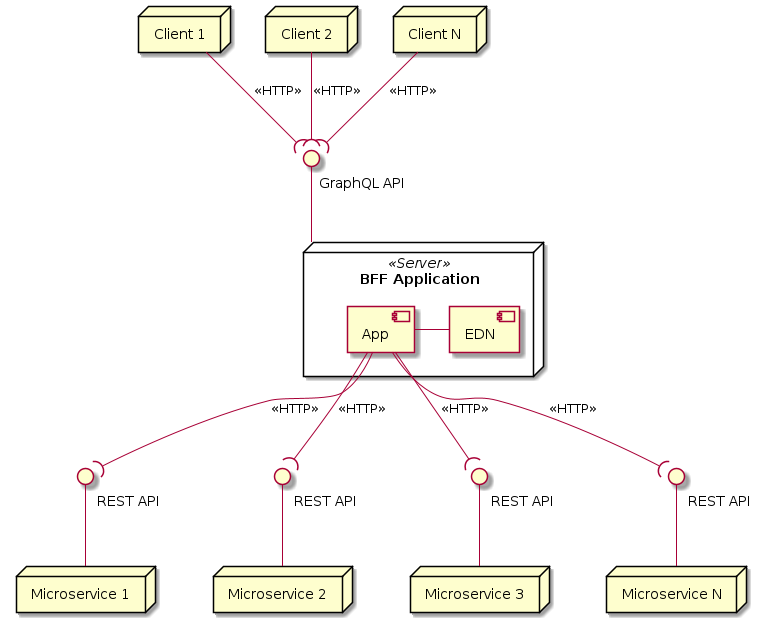 Client 1
Client 2
Client N
«HTTP»
«HTTP»
«HTTP»
GraphQL API
«Server»
BFF Application
App
EDN
«HTTP»
«HTTP»
«HTTP»
«HTTP»
REST API
REST API
REST API
REST API
Microservice 1
Microservice 2
Microservice 3
Microservice N